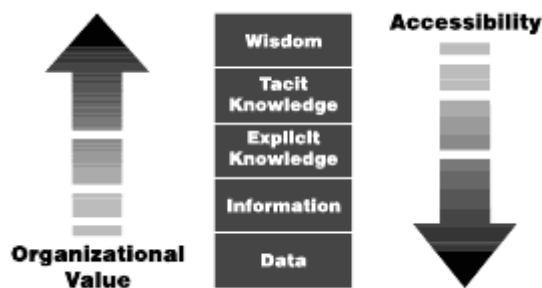 Accessibility
Wisdom
Tacit
Knowledge
Explicit
Knowledge
Information
Data
Organizational
Value